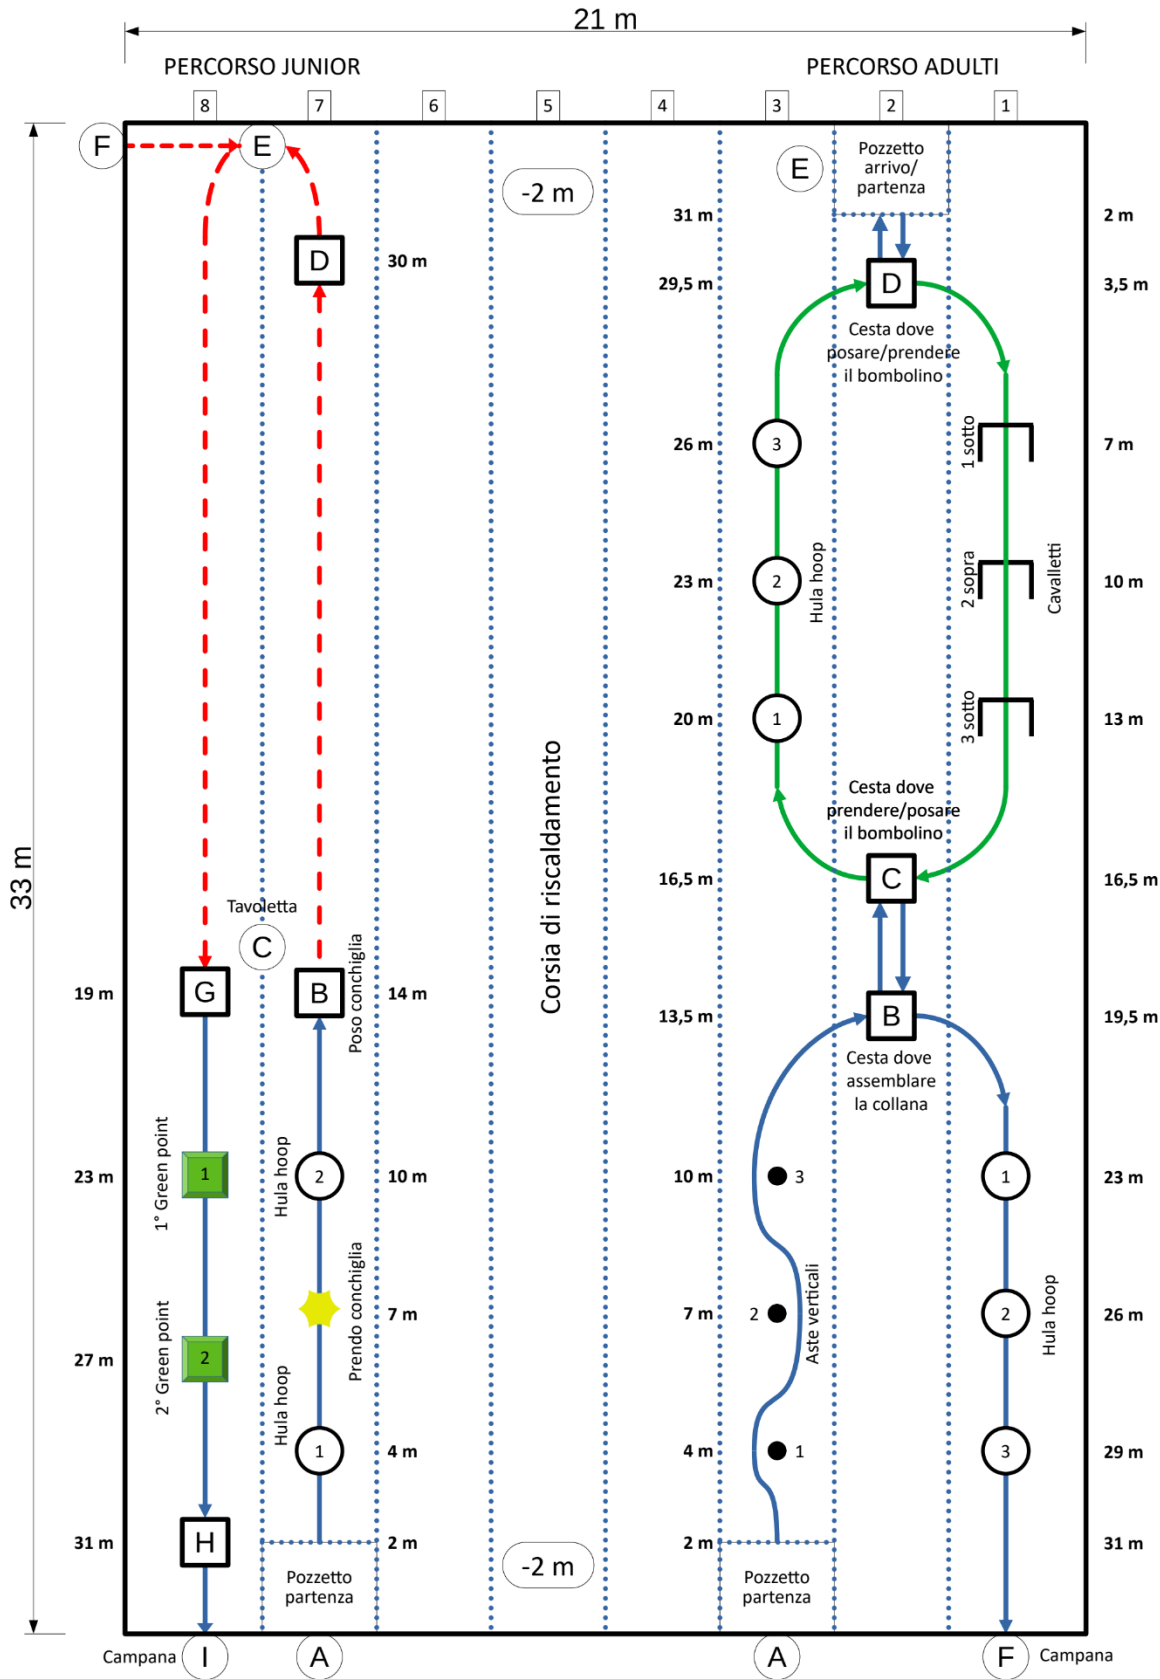 21 m
PERCORSO JUNIOR
PERCORSO ADULTI
8
7
6
5
4
3
2
1
F
E
-2 m
E
Pozzetto
arrivo/
partenza
31 m
2 m
D
30 m
29,5 m
D
3,5 m
Cesta dove
posare/prendere
il bombolino
26 m
3
1 sotto
7 m
23 m
2
Hula hoop
2 sopra
Cavalletti
10 m
20 m
1
3 sotto
13 m
Corsia di riscaldamento
Cesta dove
prendere/posare
il bombolino
33 m
16,5 m
C
16,5 m
Tavoletta
C
Poso conchiglia
19 m
G
B
14 m
13,5 m
B
19,5 m
Cesta dove
assemblare
la collana
1° Green point
23 m
1
Hula hoop
2
10 m
10 m
3
1
23 m
Prendo conchiglia
7 m
7 m
2
Aste verticali
2
Hula hoop
26 m
2° Green point
27 m
2
Hula hoop
1
4 m
4 m
1
3
29 m
31 m
H
2 m
2 m
31 m
Pozzetto
partenza
-2 m
Pozzetto
partenza
Campana
I
A
A
F
Campana